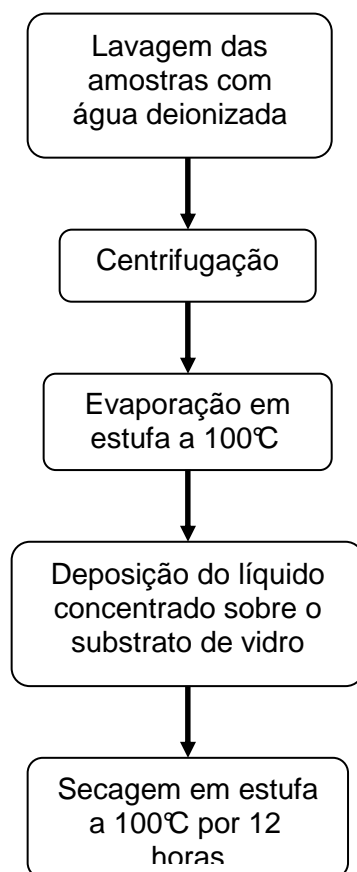 Lavagem das
amostras com
água deionizada
Centrifugação
Evaporação em
estufa a 100°C
Deposição do líquido
concentrado sobre o
substrato de vidro
Secagem em estufa
a 100°C por 12
horas